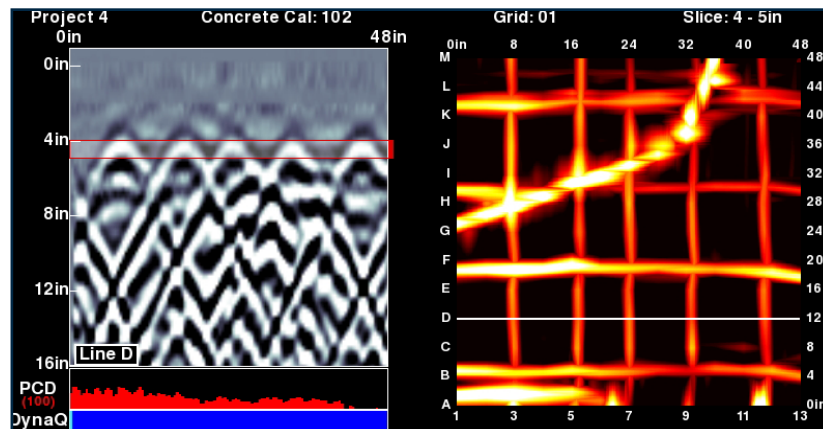 Project 4 Concrete Cal: 102 Grid: 01 Slice: 4 - 5in
0in 48in
0in
4in
8in
12in
16in
Line D
PCD
(100)
DynaQ
0in 8 16 24 32 40 48
M 48
L 44
K 40
J 36
I 32
H 28
G 24
F 20
E 16
D 12
C 8
B 4
A 0in
1 3 5 7 9 11 13